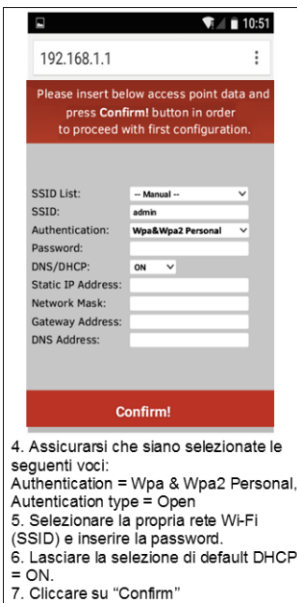 10:51
192.168.1.1
Please insert below access point data and
press Confirm! button in order
to proceed with first configuration.
SSID List: -- Manual --
SSID: admin
Authentication: Wpa&Wpa2 Personal
Password:
DNS/DHCP: ON
Static IP Address:
Network Mask:
Gateway Address:
DNS Address:
Confirm!
4. Assicurarsi che siano selezionate le
seguenti voci:
Authentication = Wpa & Wpa2 Personal,
Autentication type = Open
5. Selezionare la propria rete Wi-Fi
(SSID) e inserire la password.
6. Lasciare la selezione di default DHCP
= ON.
7. Cliccare su “Confirm”